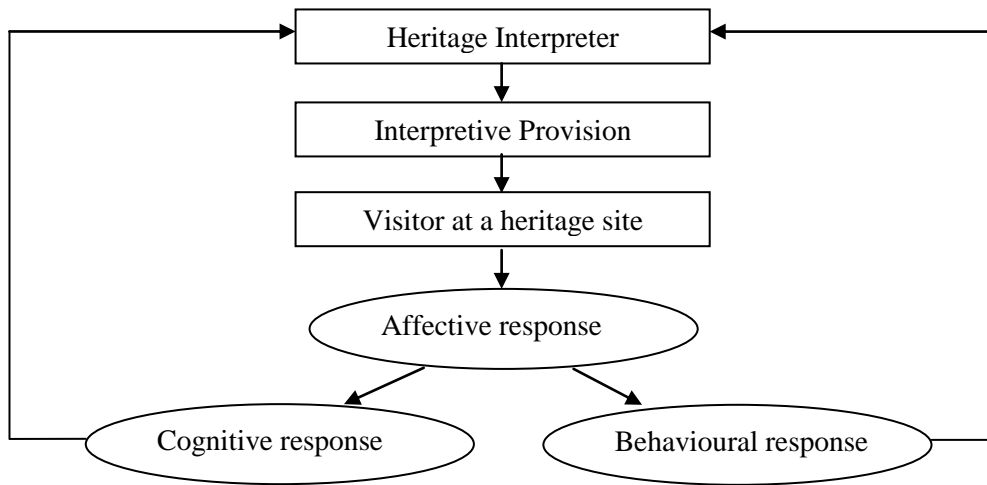 Heritage Interpreter
Interpretive Provision
Visitor at a heritage site
Affective response
Cognitive response
Behavioural response